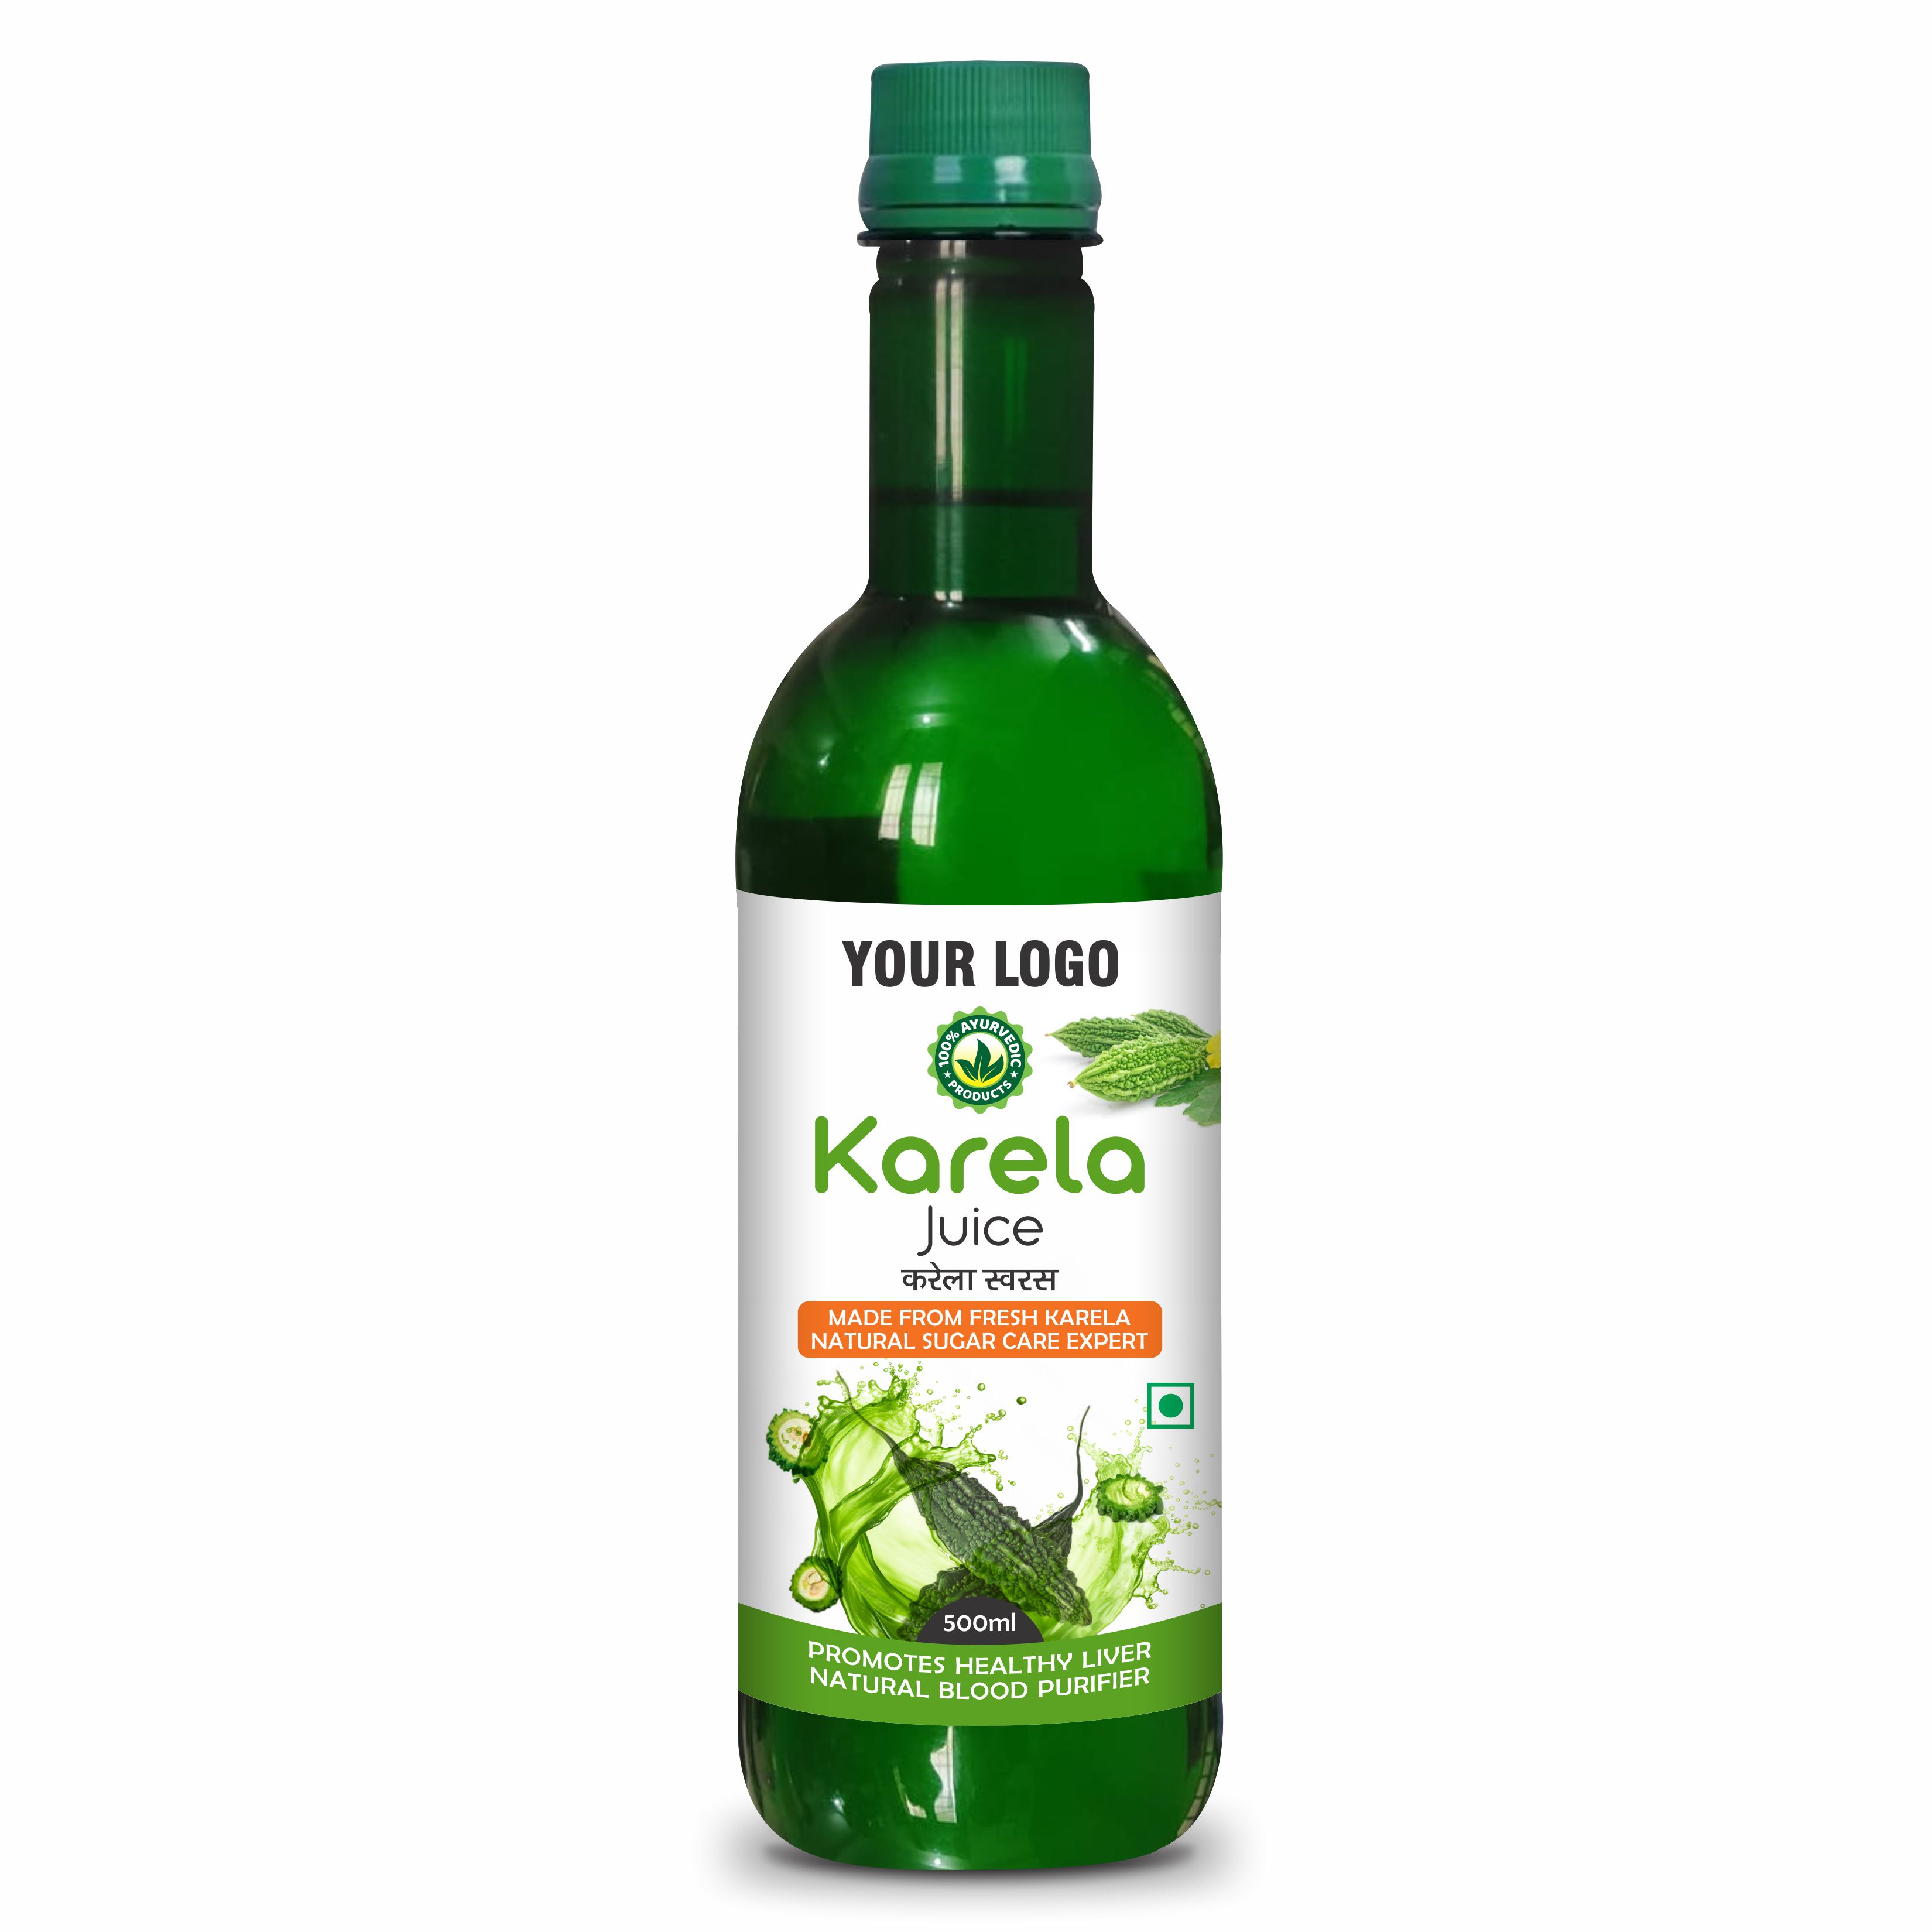 YOUR LOGO
100% AYURVEDIC
★ PRODUCTS ★
Karela
Juice
करेला स्वरस
MADE FROM FRESH KARELA
NATURAL SUGAR CARE EXPERT
500ml
PROMOTES HEALTHY LIVER
NATURAL BLOOD PURIFIER